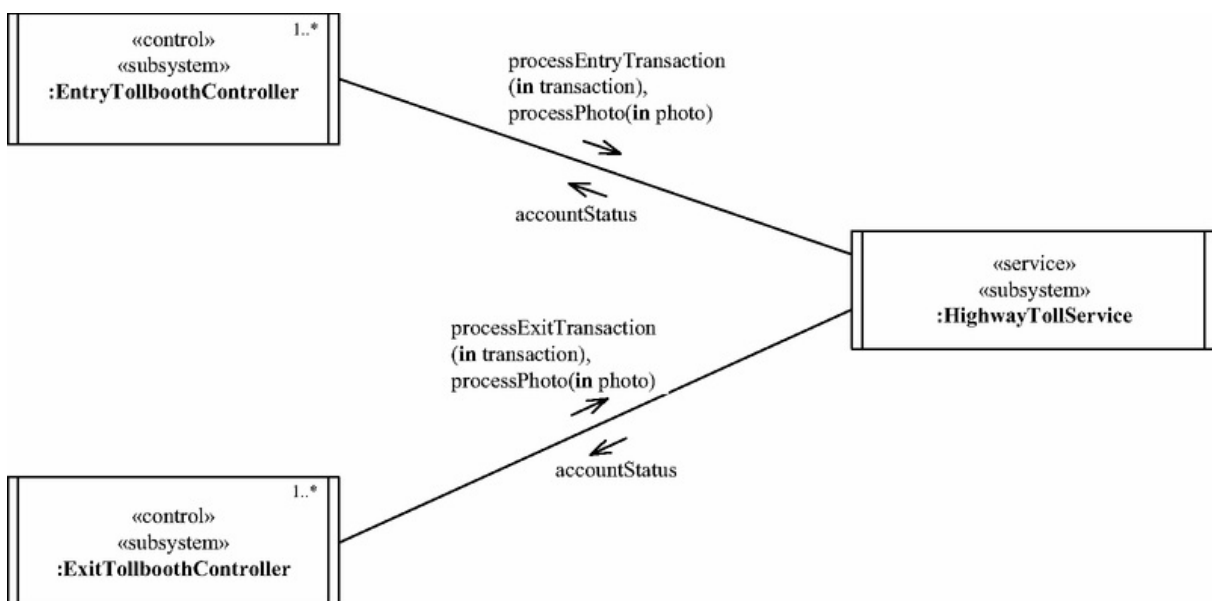 1..*
«control»
«subsystem»
:EntryTollboothController
processEntryTransaction
(in transaction),
processPhoto(in photo)
accountStatus
«service»
«subsystem»
:HighwayTollService
processExitTransaction
(in transaction),
processPhoto(in photo)
accountStatus
1..*
«control»
«subsystem»
:ExitTollboothController